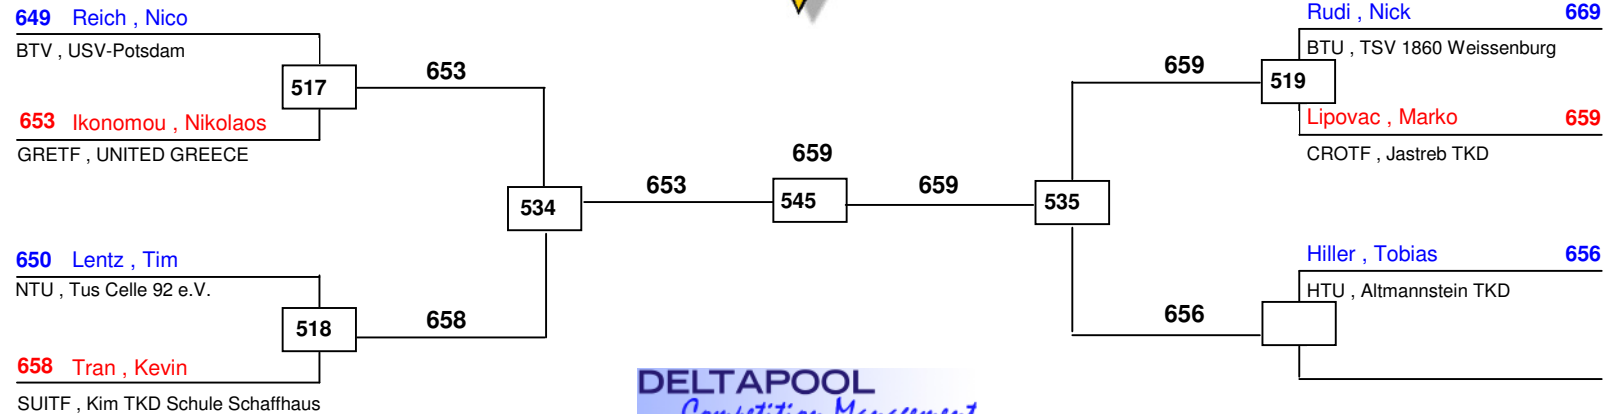 649 Reich , Nico
BTV , USV-Potsdam
517
653
653 Ikonomou , Nikolaos
GRETF , UNITED GREECE
534
653
650 Lentz , Tim
NTU , Tus Celle 92 e.V.
518
658
658 Tran , Kevin
SUITF , Kim TKD Schule Schaffhaus
659
545
659
535
Rudi , Nick 669
BTU , TSV 1860 Weissenburg
659
519
Lipovac , Marko 659
CROTF , Jastreb TKD
Hiller , Tobias 656
HTU , Altmannstein TKD
656
DELTAPOOL
Competition Management